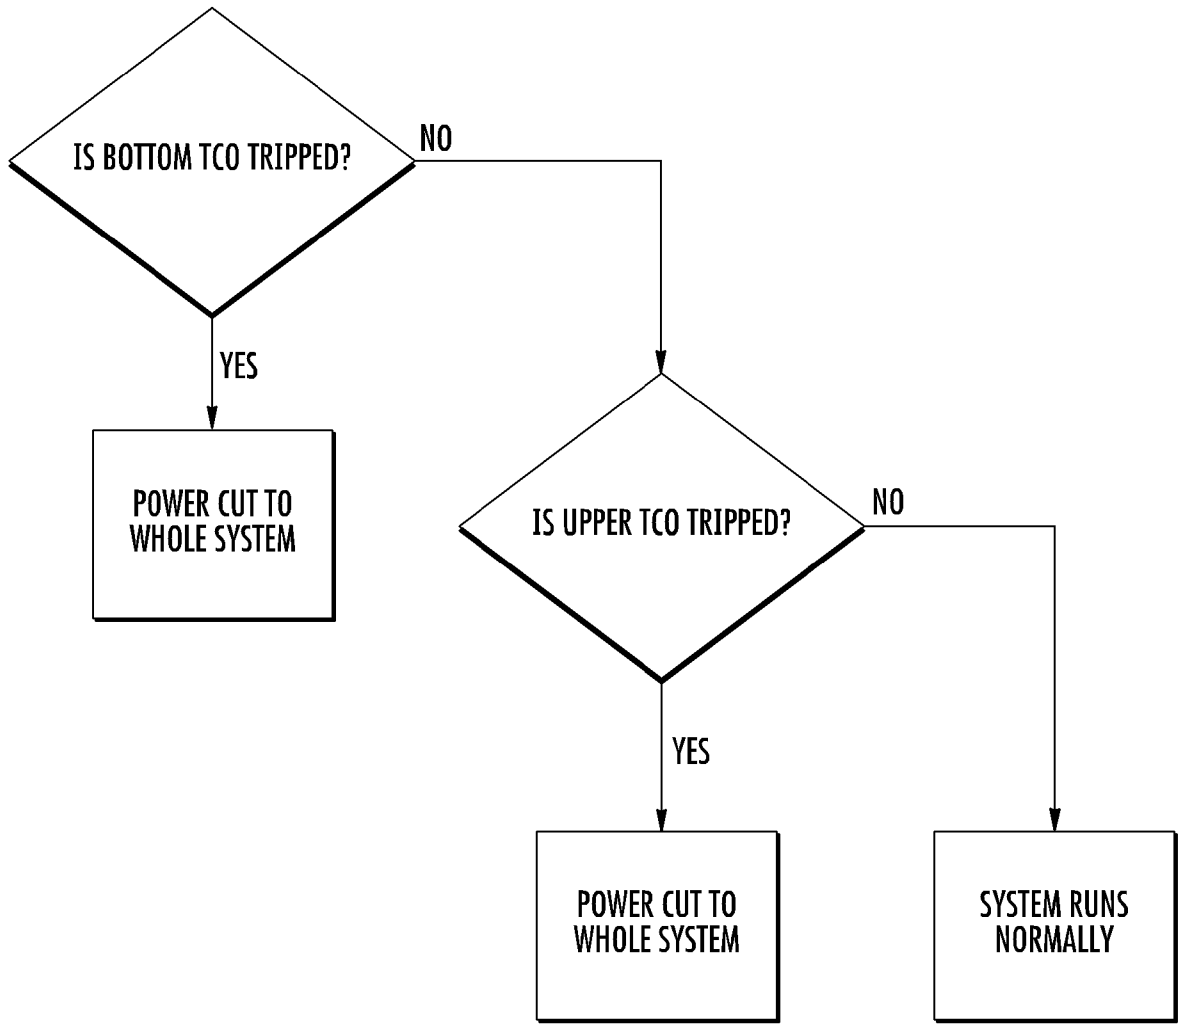 IS BOTTOM TCO TRIPPED?
NO
YES
POWER CUT TO
WHOLE SYSTEM
IS UPPER TCO TRIPPED?
NO
YES
POWER CUT TO
WHOLE SYSTEM
SYSTEM RUNS
NORMALLY